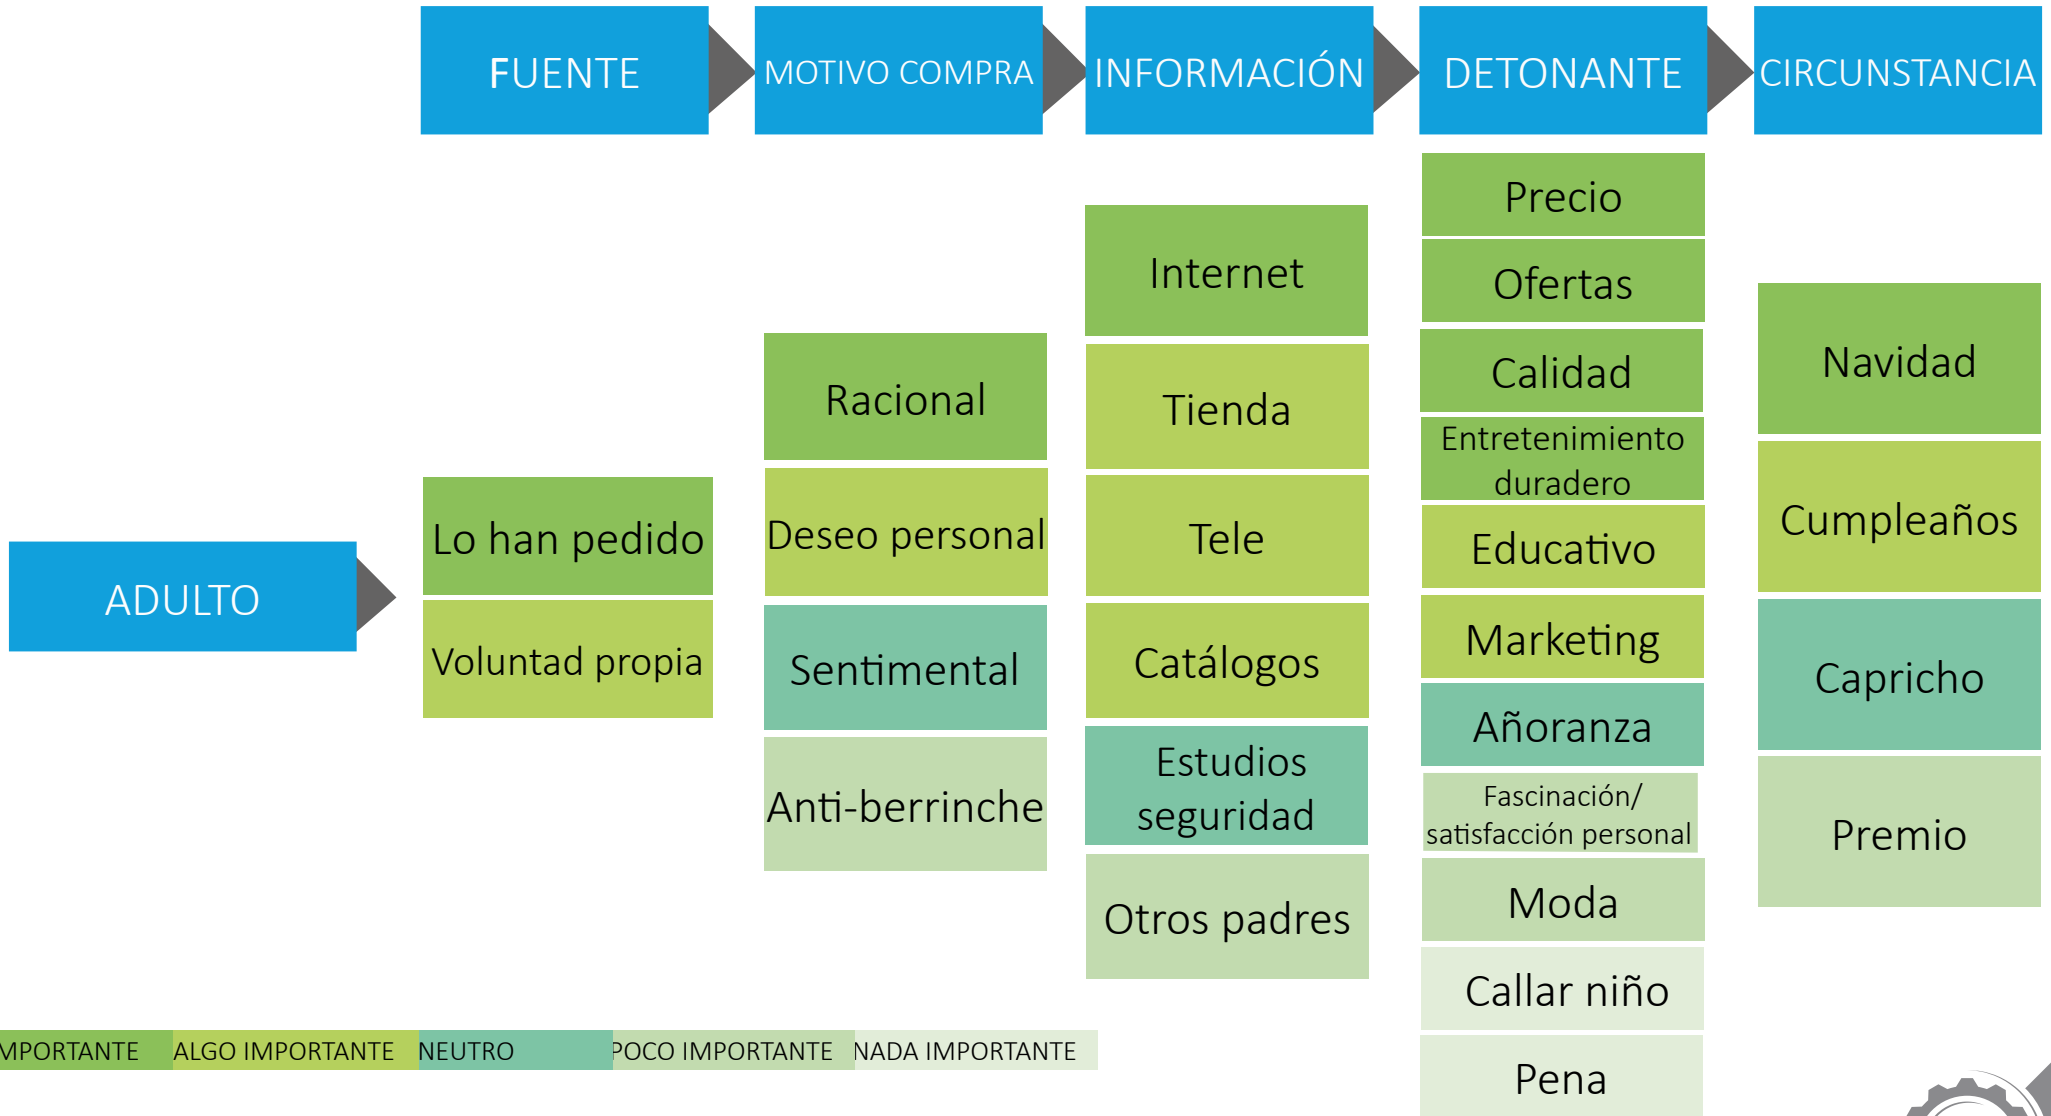 FUENTE
MOTIVO COMPRA
INFORMACIÓN
DETONANTE
CIRCUNSTANCIA
ADULTO
Lo han pedido
Voluntad propia
Racional
Deseo personal
Sentimental
Anti-berrinche
Internet
Tienda
Tele
Catálogos
Estudios
seguridad
Otros padres
Precio
Ofertas
Calidad
Entretenimiento
duradero
Educativo
Marketing
Añoranza
Fascinación/
satisfacción personal
Moda
Callar niño
Pena
Navidad
Cumpleaños
Capricho
Premio
MPORTANTE
ALGO IMPORTANTE
NEUTRO
POCO IMPORTANTE
NADA IMPORTANTE